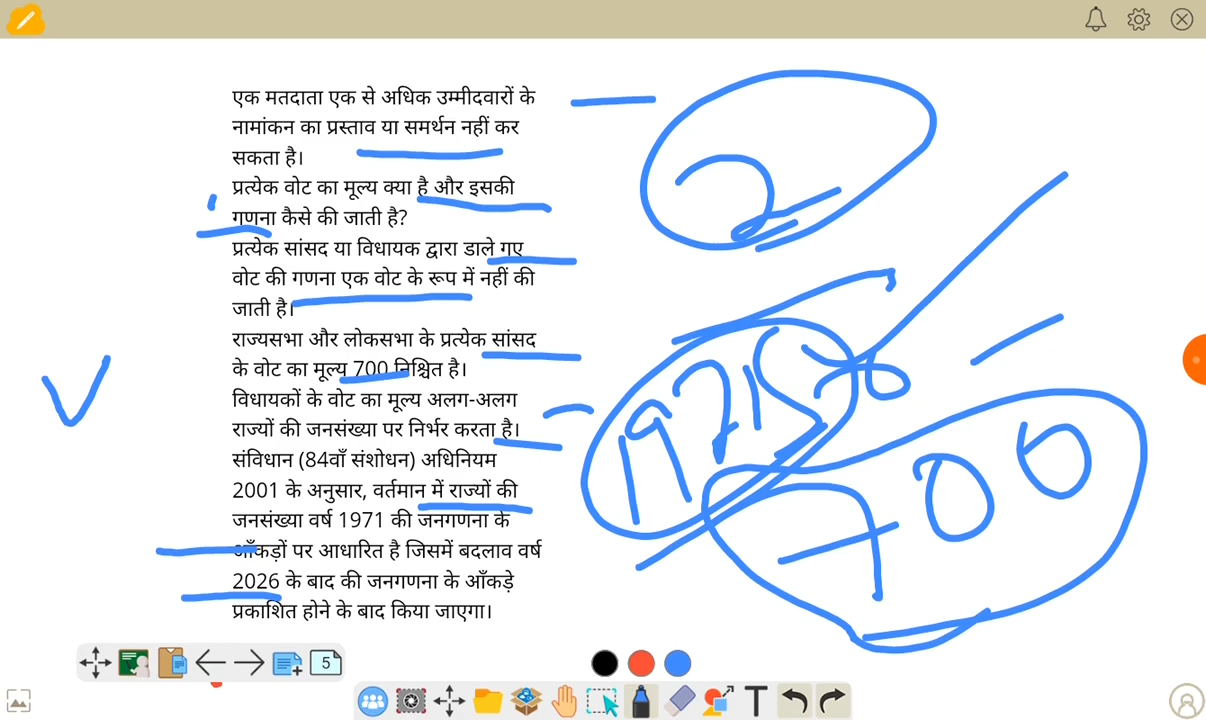 एक मतदाता एक से अधिक उम्मीदवारों के
नामांकन का प्रस्ताव या समर्थन नहीं कर
सकता है।
प्रत्येक वोट का मूल्य क्या है और इसकी
गणना कैसे की जाती है?
प्रत्येक सांसद या विधायक द्वारा डाले गए
वोट की गणना एक वोट के रूप में नहीं की
जाती है।
राज्यसभा और लोकसभा के प्रत्येक सांसद
के वोट का मूल्य 700 निश्चित है।
विधायकों के वोट का मूल्य अलग-अलग
राज्यों की जनसंख्या पर निर्भर करता है।
संविधान (84वाँ संशोधन) अधिनियम
2001 के अनुसार, वर्तमान में राज्यों की
जनसंख्या वर्ष 1971 की जनगणना के
आँकड़ों पर आधारित है जिसमें बदलाव वर्ष
2026 के बाद की जनगणना के आँकड़े
प्रकाशित होने के बाद किया जाएगा।
2
700
5
T